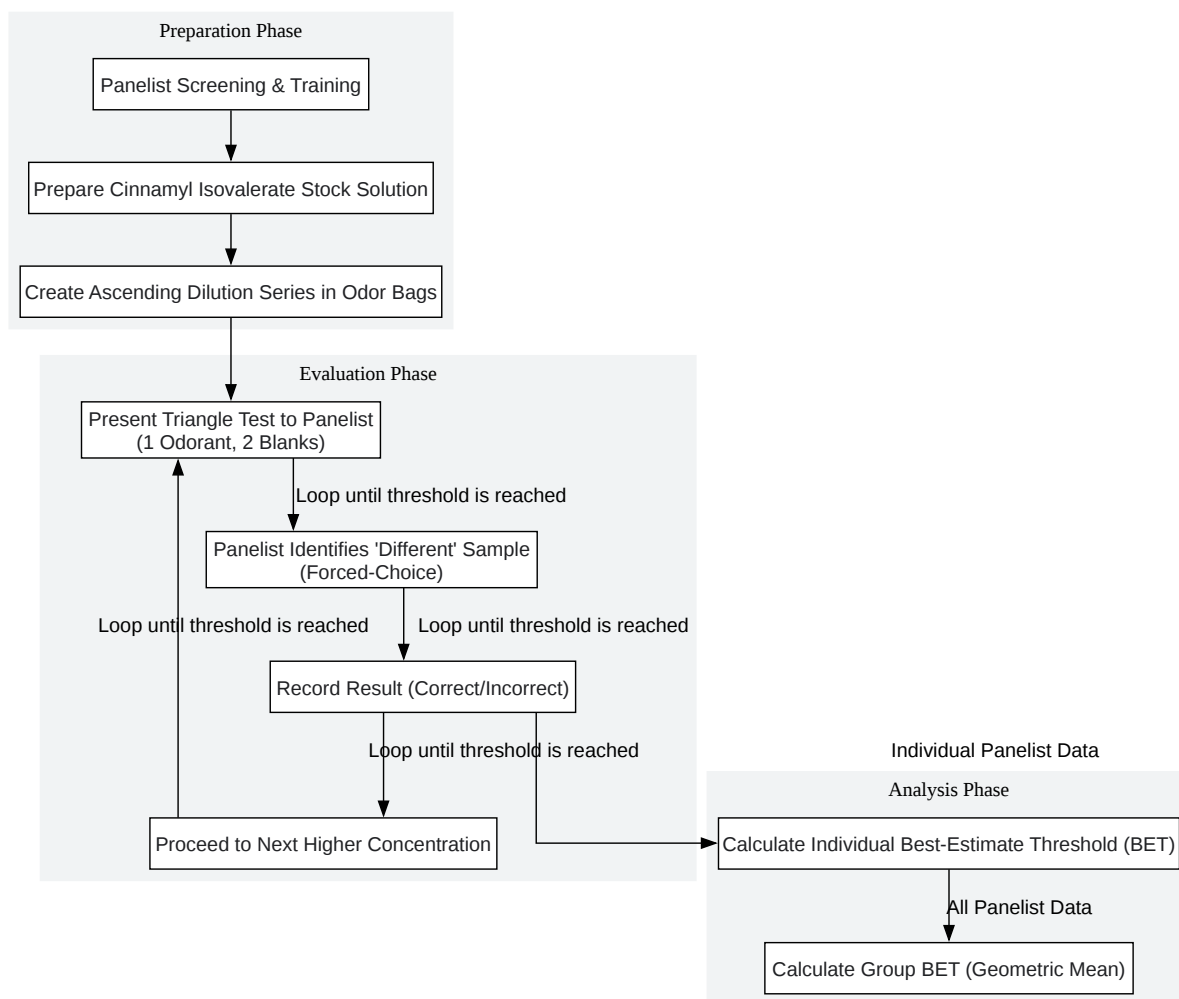 Preparation Phase
Panelist Screening & Training
Prepare Cinnamyl Isovalerate Stock Solution
Create Ascending Dilution Series in Odor Bags
Evaluation Phase
Present Triangle Test to Panelist
(1 Odorant, 2 Blanks)
Loop until threshold is reached
Panelist Identifies 'Different' Sample
(Forced-Choice)
Loop until threshold is reached
Loop until threshold is reached
Record Result (Correct/Incorrect)
Loop until threshold is reached
Individual Panelist Data
Proceed to Next Higher Concentration
Analysis Phase
Calculate Individual Best-Estimate Threshold (BET)
All Panelist Data
Calculate Group BET (Geometric Mean)